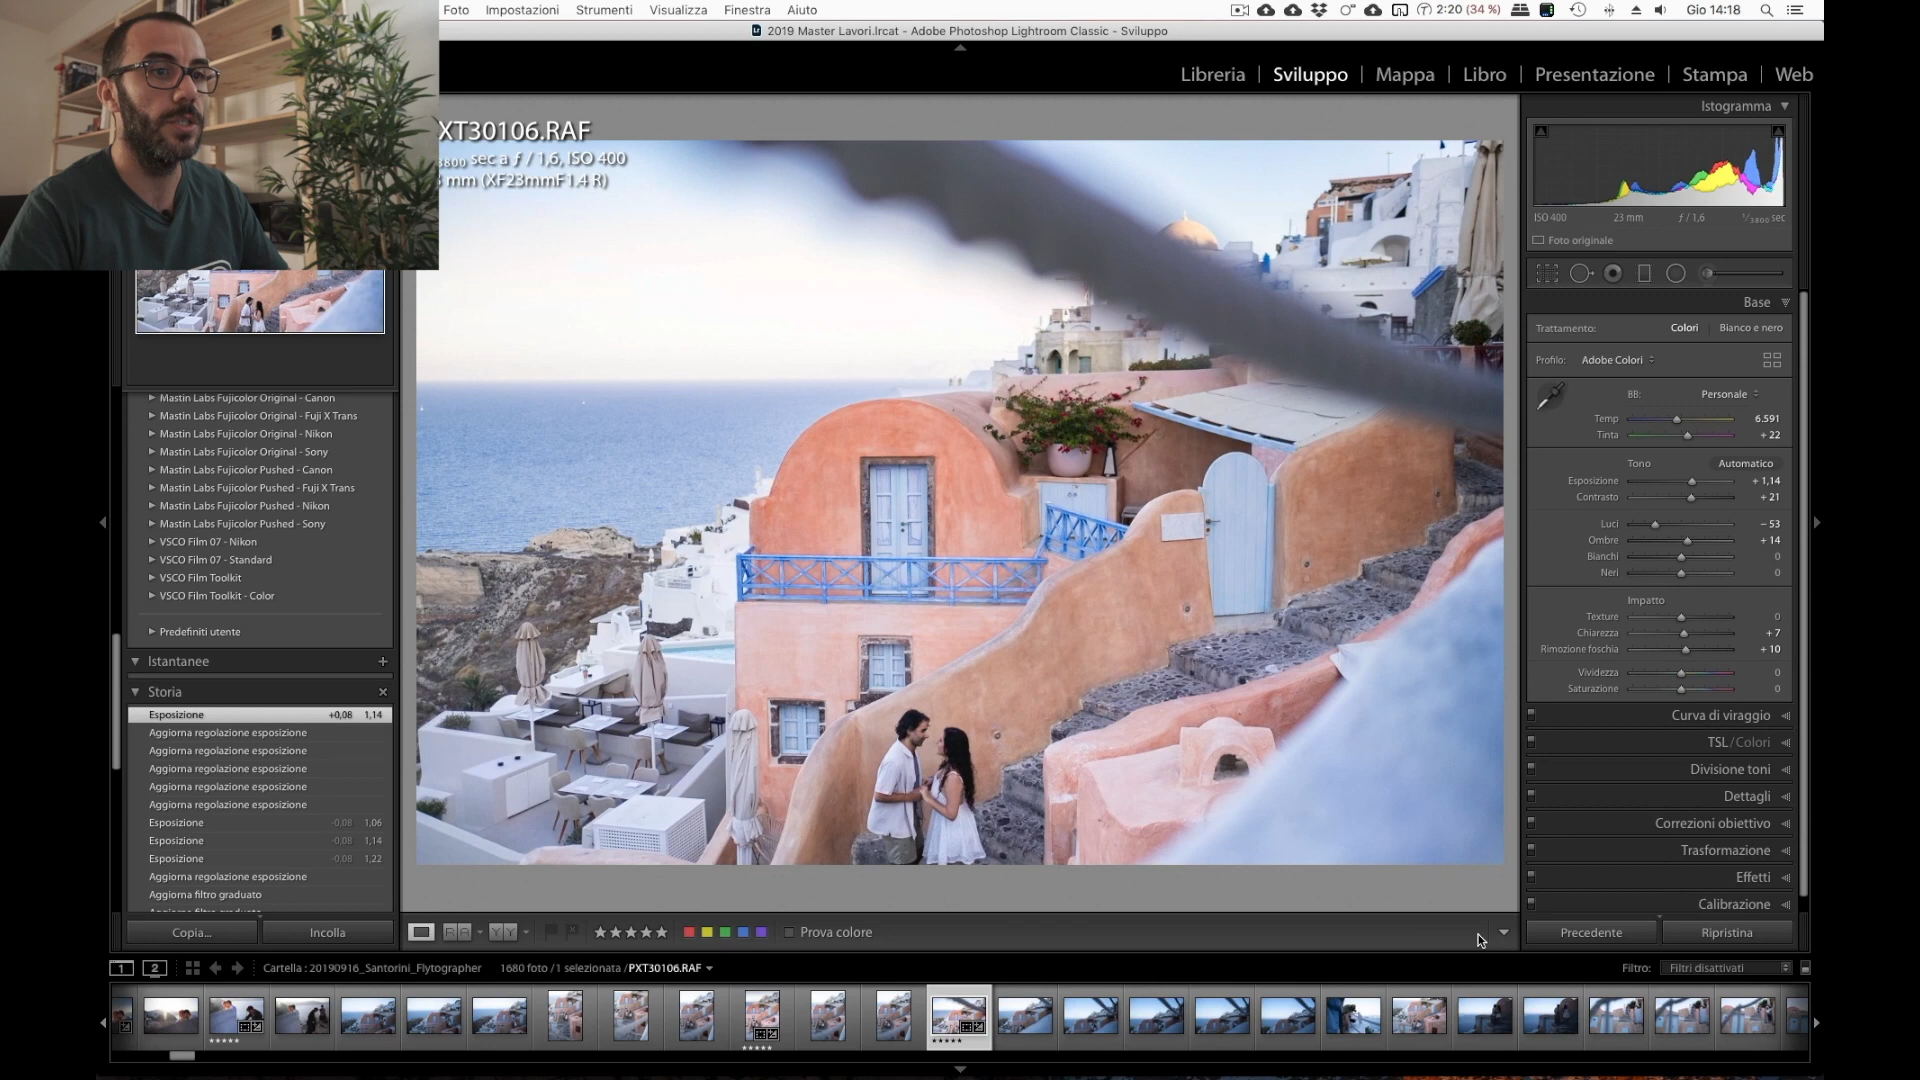 Foto Impostazioni Strumenti Visualizza Finestra Aiuto
2:20 (34 %) Gio 14:18
2019 Master Lavori.lrcat - Adobe Photoshop Lightroom Classic - Sviluppo
Libreria | Sviluppo | Mappa | Libro | Presentazione | Stampa | Web
XT30106.RAF
3800 sec a ƒ / 1,6, ISO 400
mm (XF23mmF1.4 R)
Mastin Labs Fujicolor Original - Canon
Mastin Labs Fujicolor Original - Fuji X Trans
Mastin Labs Fujicolor Original - Nikon
Mastin Labs Fujicolor Original - Sony
Mastin Labs Fujicolor Pushed - Canon
Mastin Labs Fujicolor Pushed - Fuji X Trans
Mastin Labs Fujicolor Pushed - Nikon
Mastin Labs Fujicolor Pushed - Sony
VSCO Film 07 - Nikon
VSCO Film 07 - Standard
VSCO Film Toolkit
VSCO Film Toolkit - Color
Predefiniti utente
Istantanee
Storia
Esposizione +0,08 1,14
Aggiorna regolazione esposizione
Aggiorna regolazione esposizione
Aggiorna regolazione esposizione
Aggiorna regolazione esposizione
Aggiorna regolazione esposizione
Esposizione -0,08 1,06
Esposizione -0,08 1,14
Esposizione -0,08 1,22
Aggiorna regolazione esposizione
Aggiorna filtro graduato
Copia... Incolla
Istogramma
ISO 400 23 mm ƒ / 1,6 1/3800 sec
Foto originale
Base
Trattamento: Colori | Bianco e nero
Profilo: Adobe Colori
BB: Personale
Temp 6.591
Tinta + 22
Tono Automatico
Esposizione + 1,14
Contrasto + 21
Luci – 53
Ombre + 14
Bianchi 0
Neri 0
Impatto
Texture 0
Chiarezza + 7
Rimozione foschia + 10
Vividezza 0
Saturazione 0
Curva di viraggio
TSL / Colori
Divisione toni
Dettagli
Correzioni obiettivo
Trasformazione
Effetti
Calibrazione
Precedente Ripristina
RA YY Prova colore
1 2 Cartella : 20190916_Santorini_Flytographer 1680 foto /1 selezionata /PXT30106.RAF
Filtro: Filtri disattivati